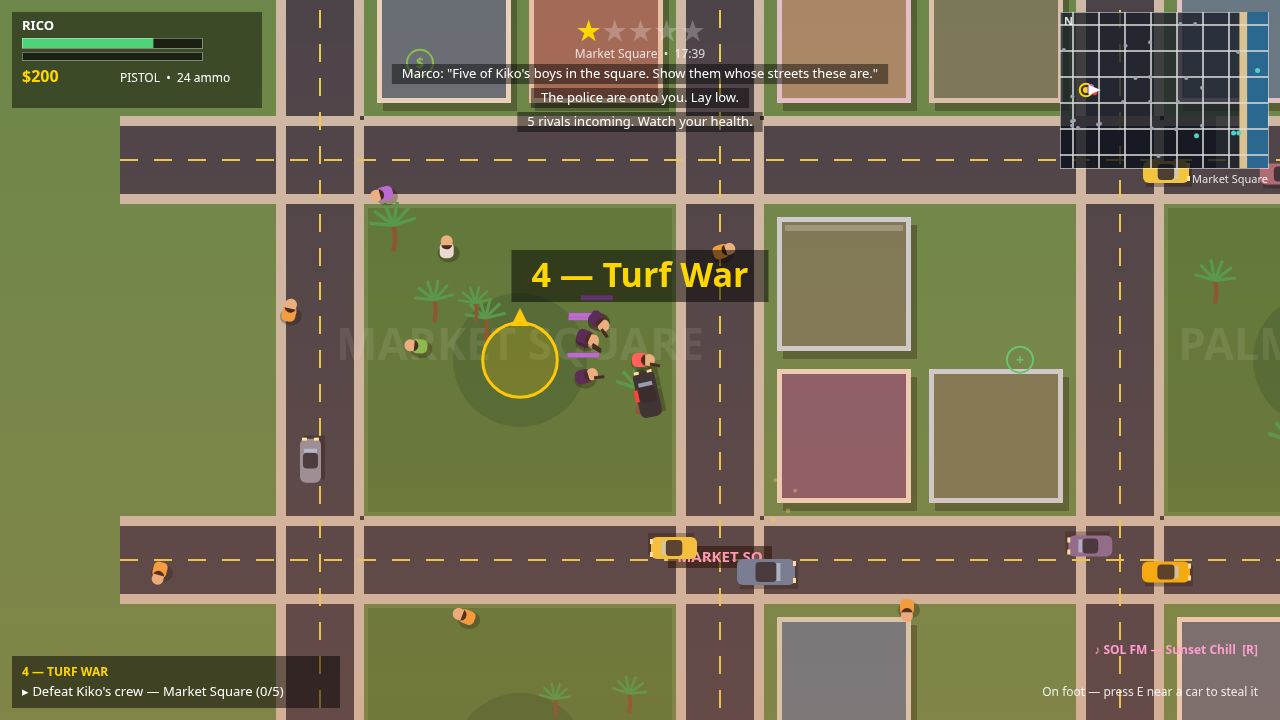 RICO
$200
PISTOL • 24 ammo
$
Market Square • 17:39
Marco: "Five of Kiko's boys in the square. Show them whose streets these are."
The police are onto you. Lay low.
5 rivals incoming. Watch your health.
N
Market Square
4 — Turf War
MARKET SQUARE
PALM
+
MARKET SQ
4 — TURF WAR
▸ Defeat Kiko's crew — Market Square (0/5)
♪ SOL FM — Sunset Chill [R]
On foot — press E near a car to steal it